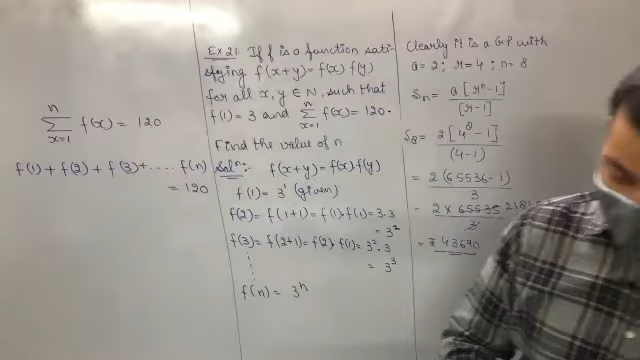 n
∑ f(x) = 120
x=1
f(1) + f(2) + f(3) + .... f(n)
= 120
Ex 21 If f is a function sati-
sfying f(x+y) = f(x) f(y)
for all x, y ∈ N, such that
f(1) = 3 and n∑x=1 f(x) = 120.
Find the value of n
Solⁿ:- f(x+y) = f(x).f(y)
f(1) = 3¹ (given)
f(2) = f(1+1) = f(1).f(1) = 3.3
= 3²
f(3) = f(2+1) = f(2).f(1) = 3².3
= 3³
f(n) = 3ⁿ
Clearly it is a GP with
a = 2; r = 4; n = 8
Sn = a[rⁿ-1]
[r-1]
S8 = 2[4⁸-1]
(4-1)
= 2(65536-1)
3
= 2 × 65535
3
= ₹ 43690